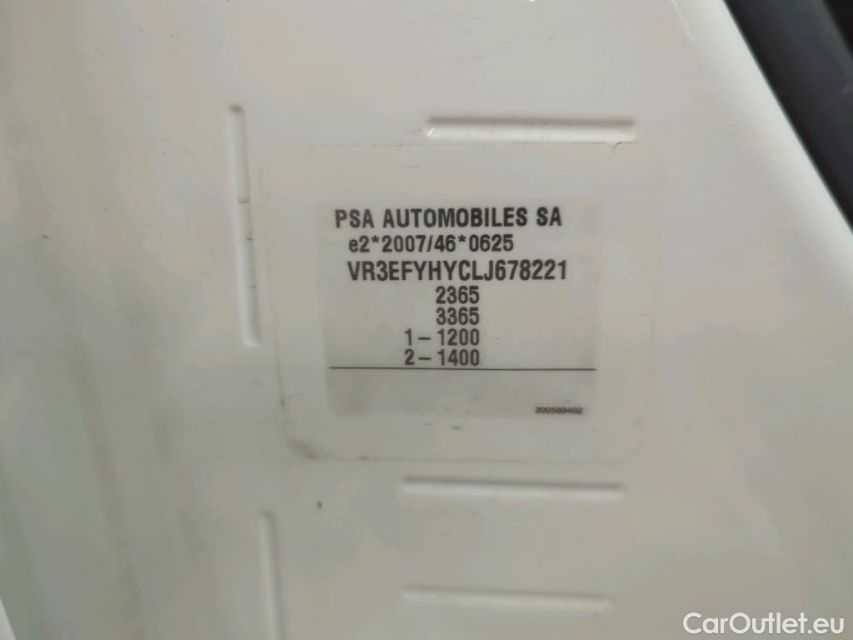 PSA AUTOMOBILES SA
e2*2007/46*0625
VR3EFYHYCLJ678221
2365
3365
1-1200
2-1400
200589402
CarOutlet.eu